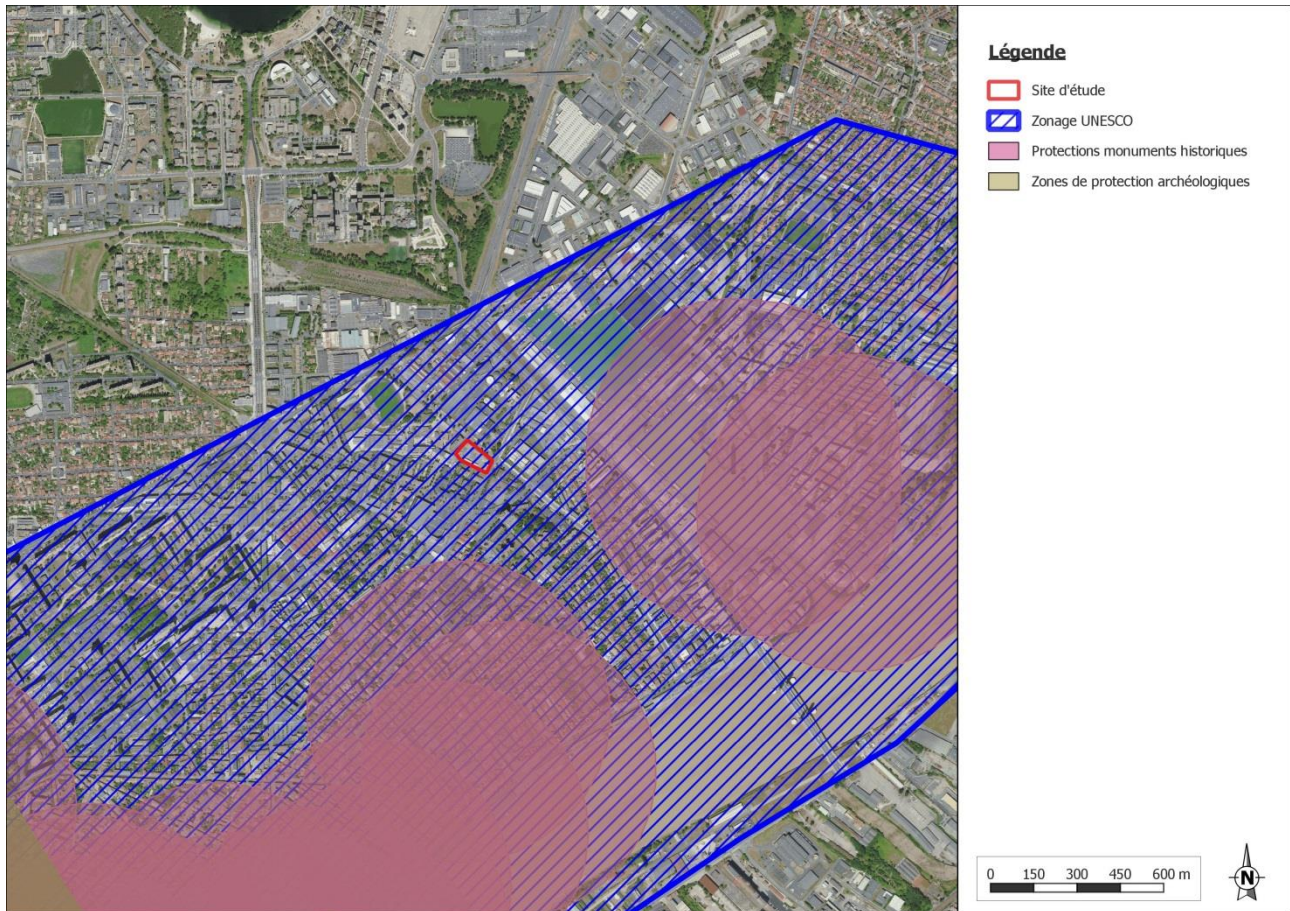 Légende
Site d'étude
Zonage UNESCO
Protections monuments historiques
Zones de protection archéologiques
0 150 300 450 600 m
N